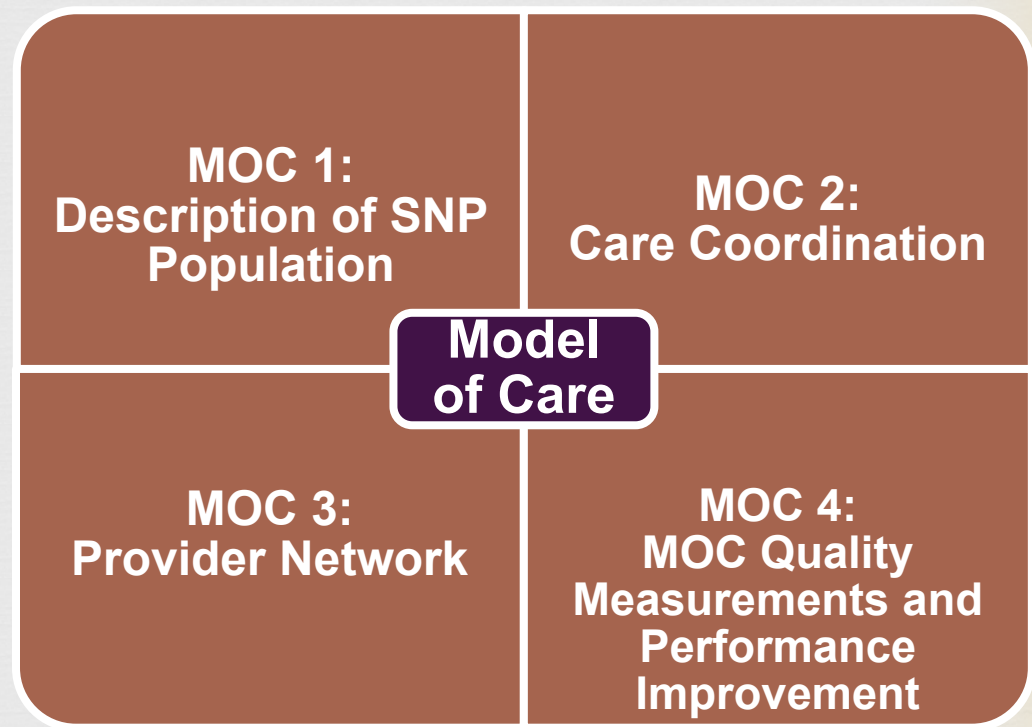 MOC 1:
Description of SNP
Population
MOC 2:
Care Coordination
Model
of Care
MOC 3:
Provider Network
MOC 4:
MOC Quality
Measurements and
Performance
Improvement